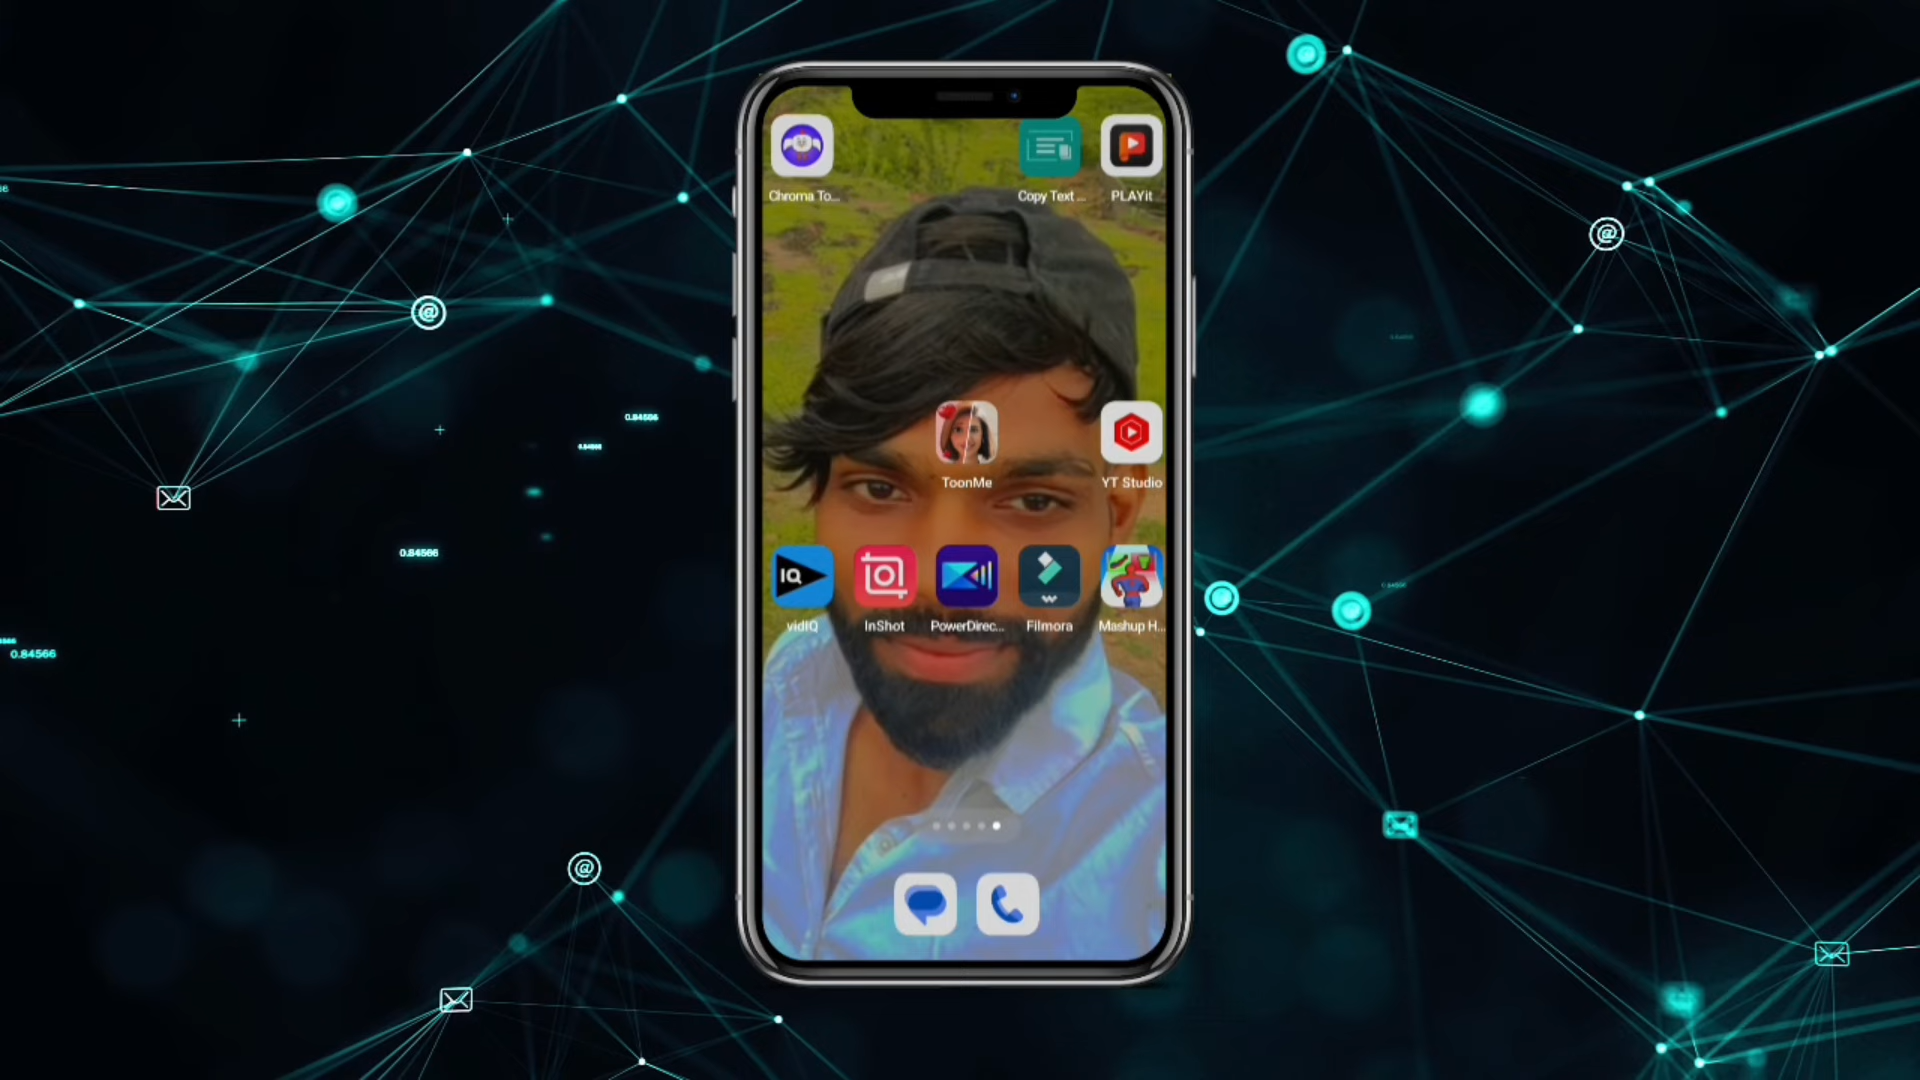 Chroma To...
Copy Text ...
PLAYit
ToonMe
YT Studio
IQ
vidIQ
InShot
PowerDirec...
Filmora
Mashup H...
0.84566
0.84566
0.84566
@
@
@